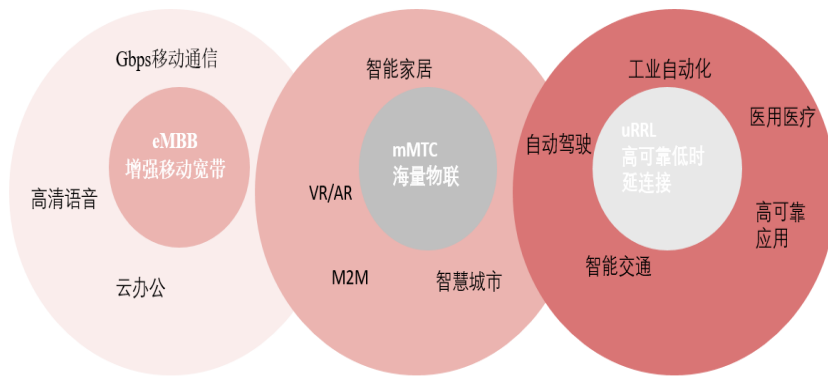 Gbps移动通信
eMBB
增强移动宽带
高清语音
云办公
智能家居
mMTC
海量物联
VR/AR
M2M
智慧城市
工业自动化
医用医疗
自动驾驶
uRRL
高可靠低时
延连接
高可靠
应用
智能交通